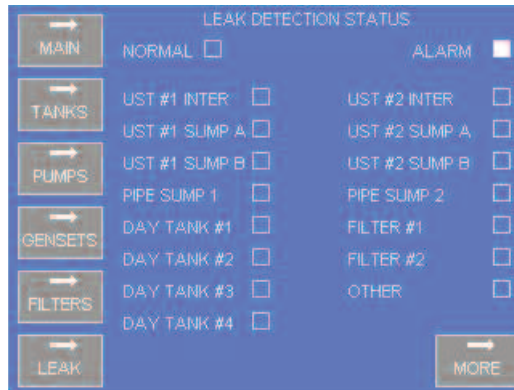 LEAK DETECTION STATUS
MAIN
NORMAL ALARM
TANKS
UST #1 INTER UST #2 INTER
UST #1 SUMP A UST #2 SUMP A
PUMPS
UST #1 SUMP B UST #2 SUMP B
PIPE SUMP 1 PIPE SUMP 2
GENSETS
DAY TANK #1 FILTER #1
DAY TANK #2 FILTER #2
FILTERS
DAY TANK #3 OTHER
DAY TANK #4
LEAK
MORE